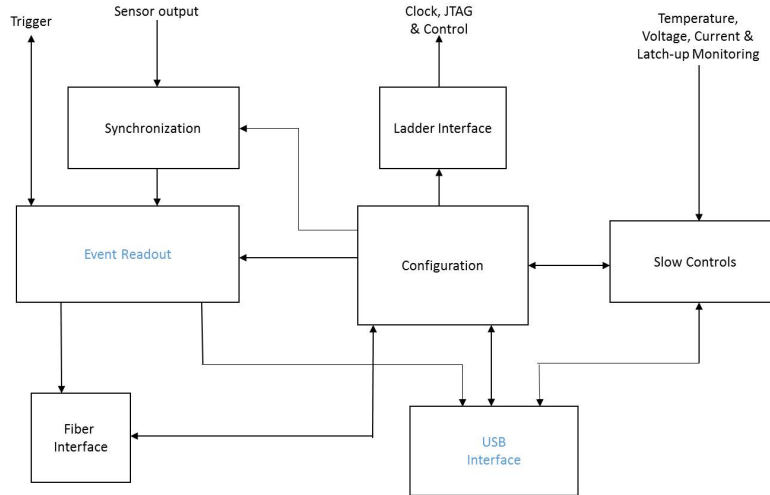 Trigger
Sensor output
Clock, JTAG
& Control
Temperature,
Voltage, Current &
Latch-up Monitoring
Synchronization
Ladder Interface
Event Readout
Configuration
Slow Controls
Fiber
Interface
USB
Interface